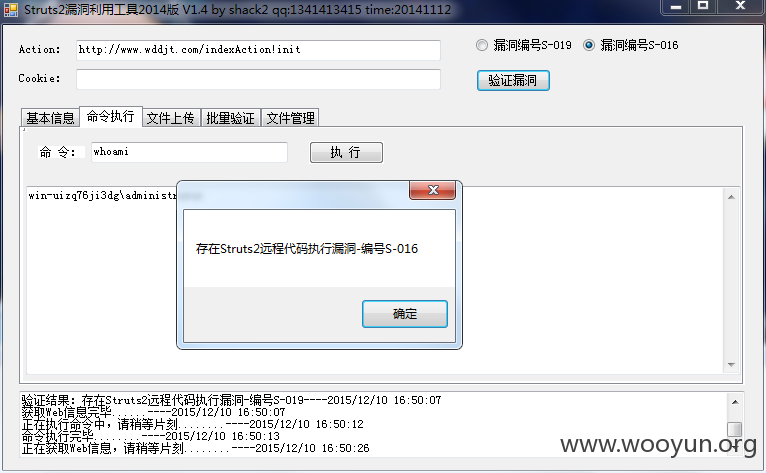 Struts2漏洞利用工具2014版 V1.4 by shack2 qq:1341413415 time:20141112
Action: http://www.wddjt.com/indexAction!init 漏洞编号S-019 漏洞编号S-016
Cookie: 验证漏洞
基本信息 命令执行 文件上传 批量验证 文件管理
命 令: whoami 执 行
win-uizq76ji3dg\administ
存在Struts2远程代码执行漏洞-编号S-016
确定
验证结果: 存在Struts2远程代码执行漏洞-编号S-019----2015/12/10 16:50:07
获取Web信息完毕......----2015/12/10 16:50:07
正在执行命令中，请稍等片刻........----2015/12/10 16:50:12
命令执行完毕........----2015/12/10 16:50:13
正在获取Web信息，请稍等片刻........----2015/12/10 16:50:26
www.wooyun.org